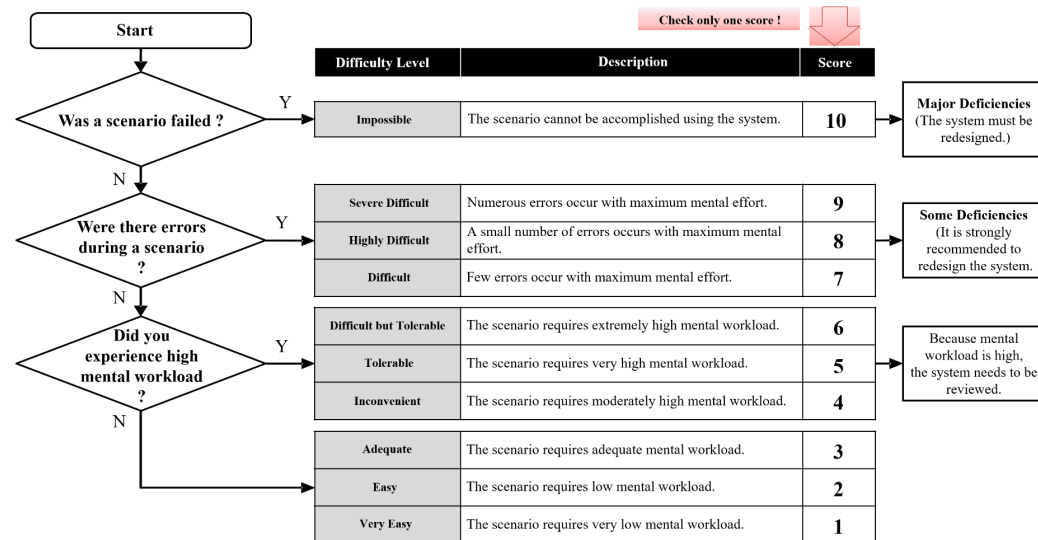 Check only one score !
Start
Difficulty Level Description Score
Was a scenario failed ?
Y
Impossible The scenario cannot be accomplished using the system. 10
Major Deficiencies
(The system must be
redesigned.)
N
Were there errors
during a scenario
?
Y
Severe Difficult Numerous errors occur with maximum mental effort. 9
Highly Difficult A small number of errors occurs with maximum mental
effort. 8
Difficult Few errors occur with maximum mental effort. 7
Some Deficiencies
(It is strongly
recommended to
redesign the system.
N
Did you
experience high
mental workload
?
Y
Difficult but Tolerable The scenario requires extremely high mental workload. 6
Tolerable The scenario requires very high mental workload. 5
Inconvenient The scenario requires moderately high mental workload. 4
Because mental
workload is high,
the system needs to be
reviewed.
N
Adequate The scenario requires adequate mental workload. 3
Easy The scenario requires low mental workload. 2
Very Easy The scenario requires very low mental workload. 1